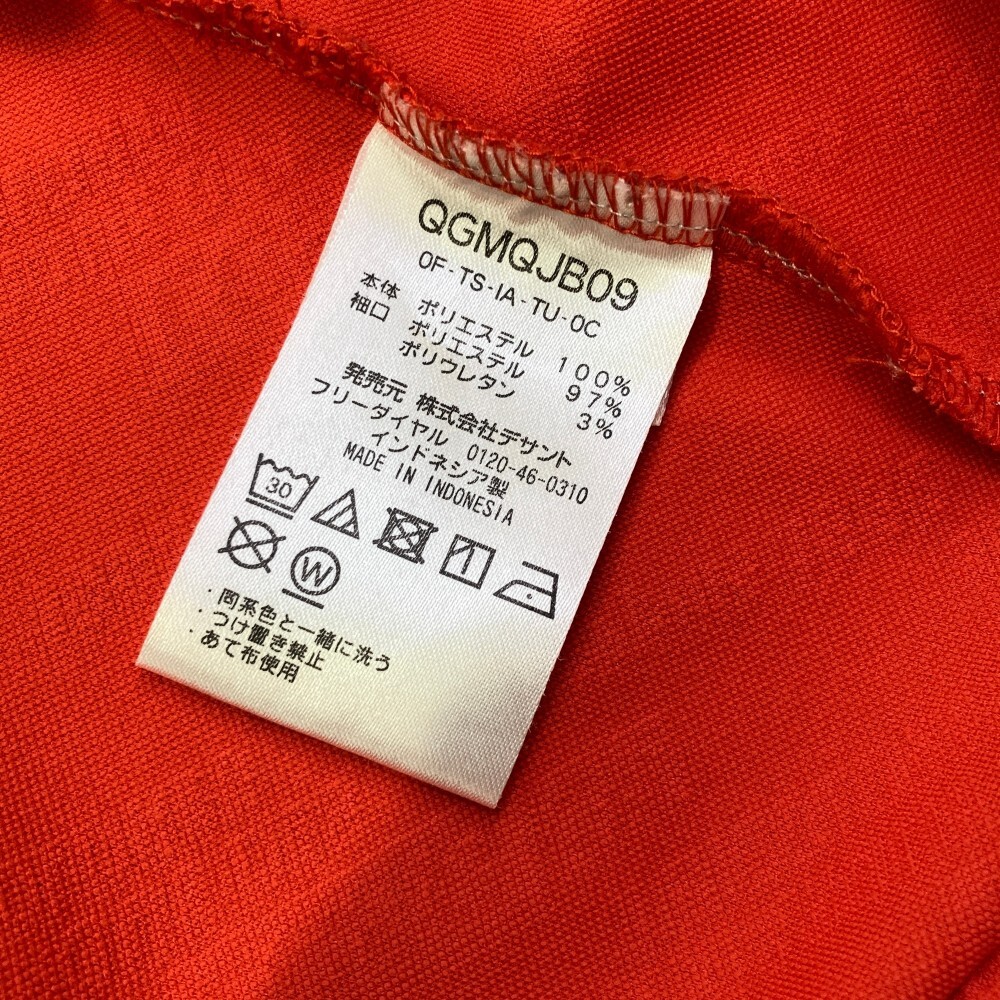 QGMQJB09
OF-TS-IA-TU-OC
本体 ポリエステル 100%
袖口 ポリエステル 97%
ポリウレタン 3%
発売元 株式会社デサント
フリーダイヤル 0120-46-0310
インドネシア製
MADE IN INDONESIA
30
W
・同系色と一緒に洗う
・つけ置き禁止
・あて布使用